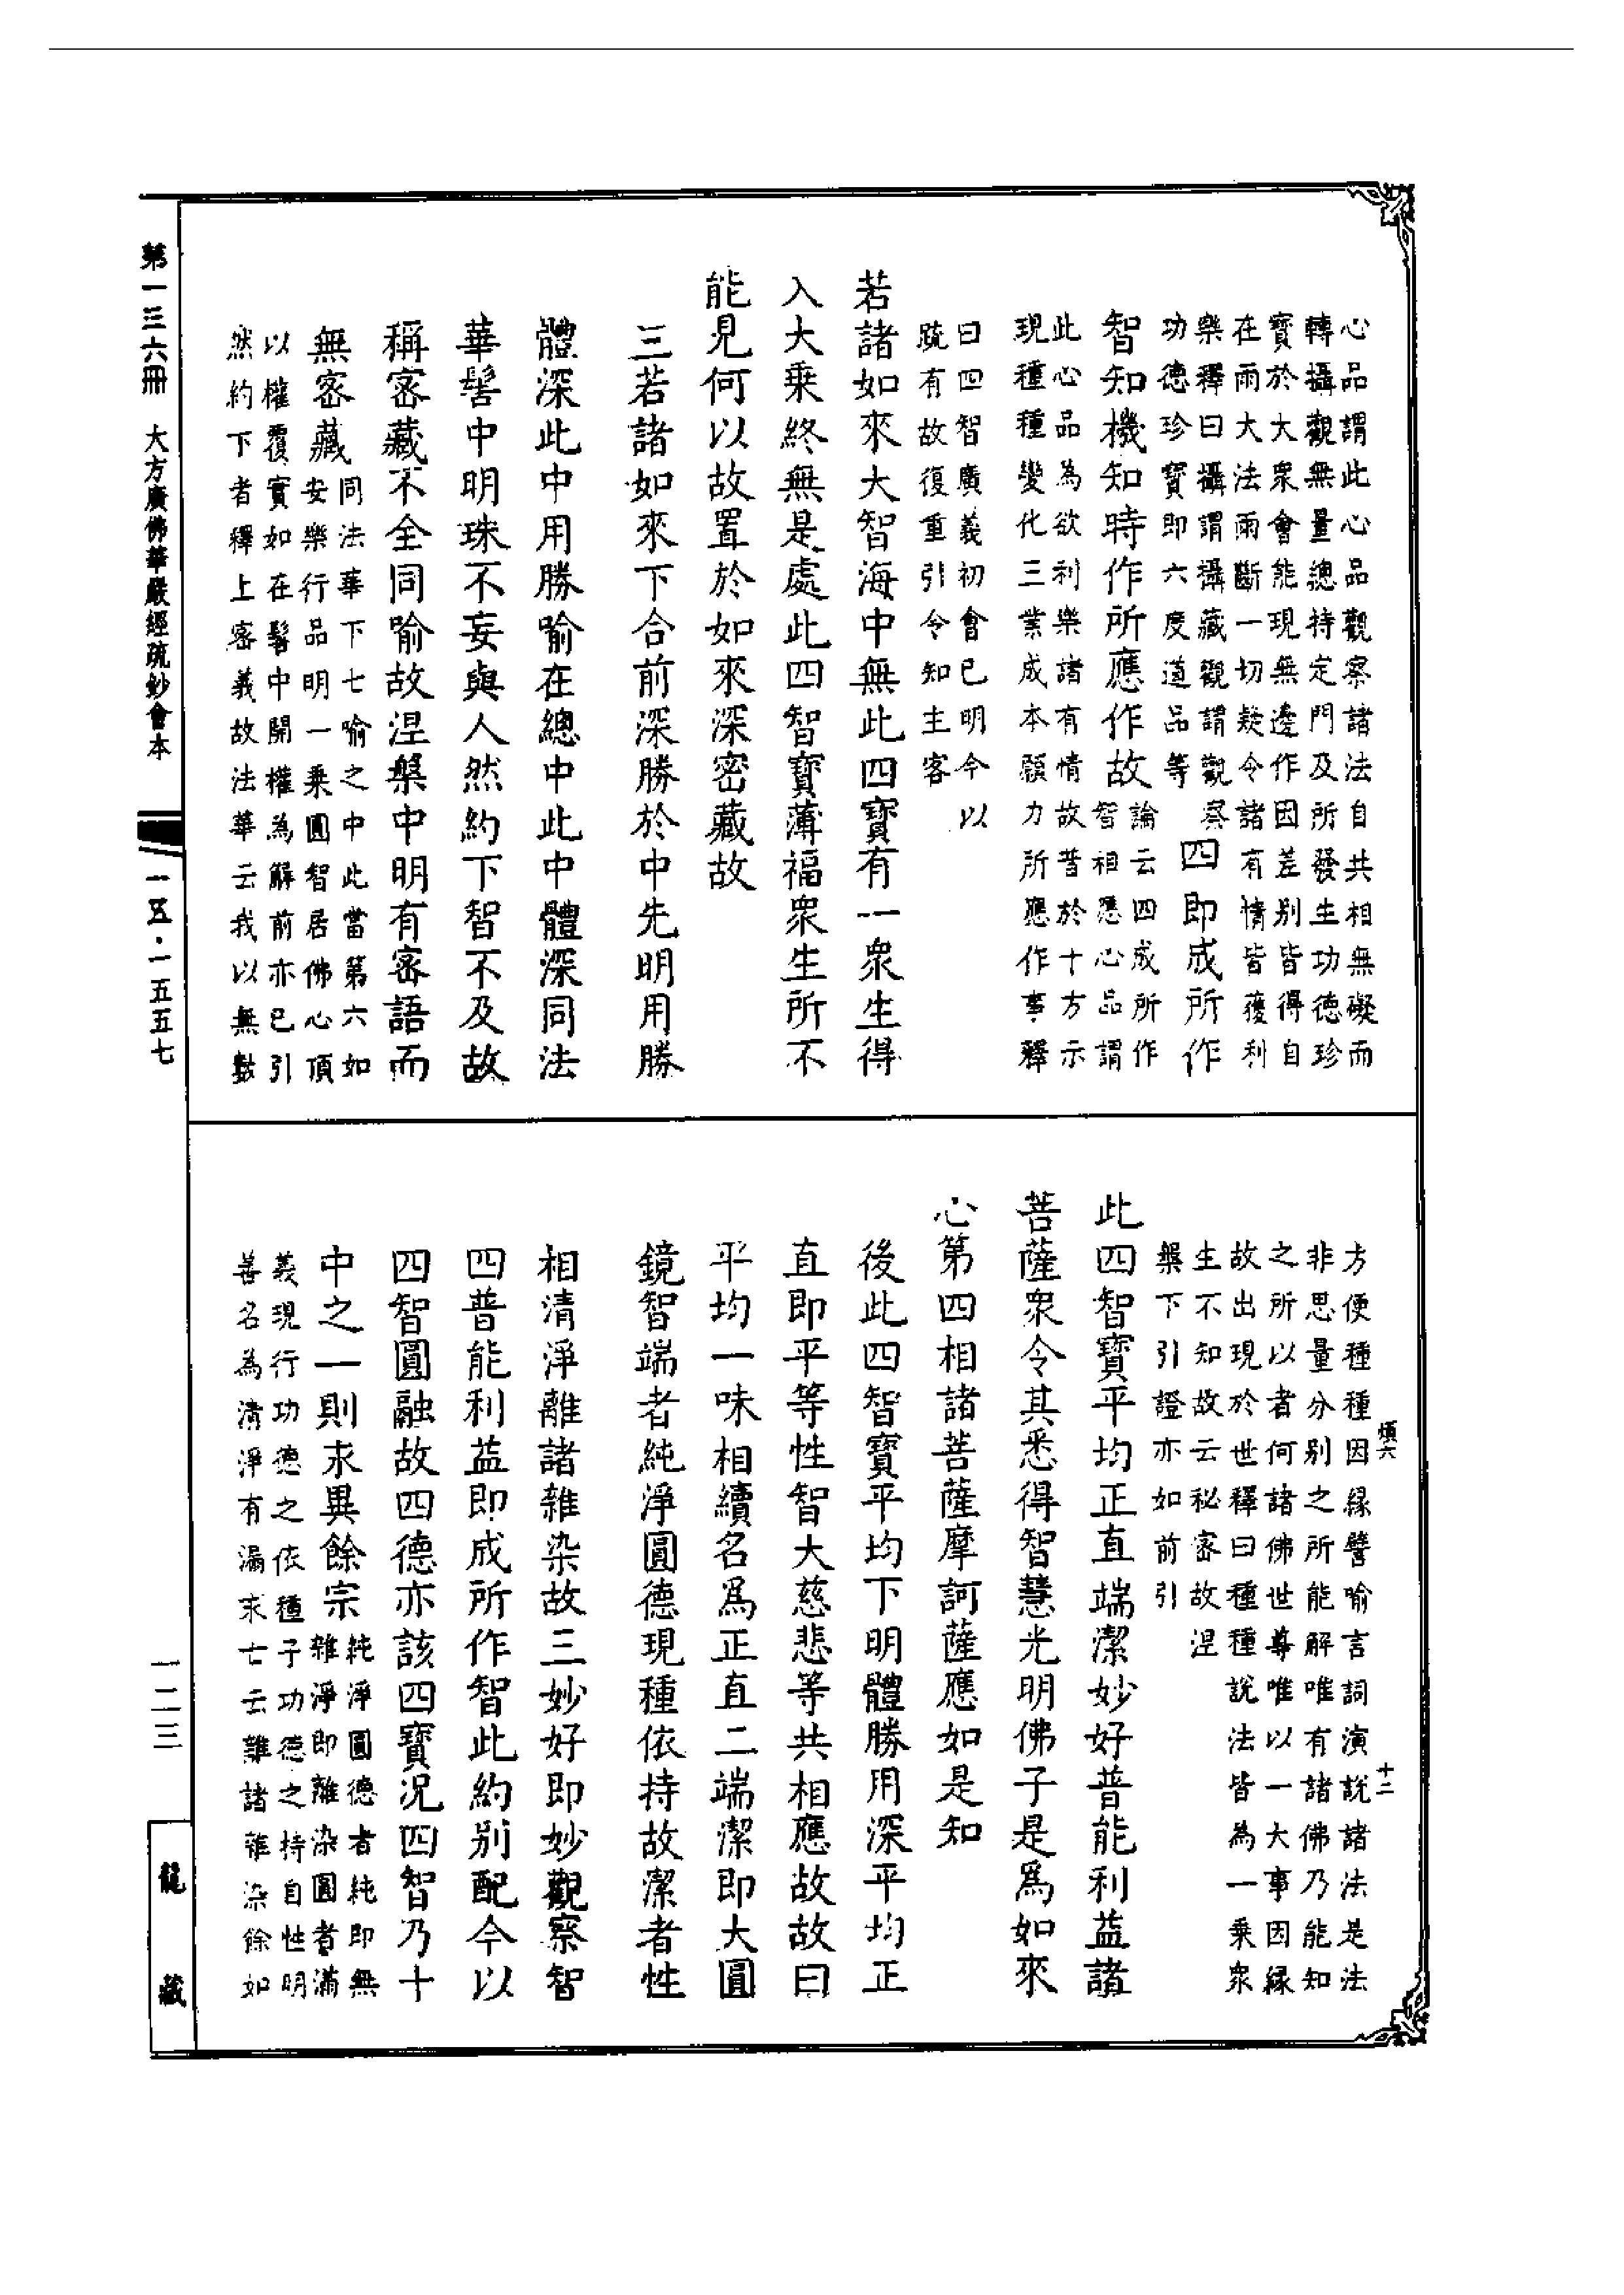 心品謂此心品觀察諸法自共相無礙而
轉攝觀無量總持定門及所發生功德珍
寶於大衆會能現無邊作因差别皆得自
在雨大法雨斷一切疑令諸有情皆獲利
樂釋曰攝謂攝藏觀謂觀察
功德珍寶即六度道品等
四即成所作
智知機知時作所應作故
論云四成所作
智相應心品謂
此心品為欲利樂諸有情故昔於十方示
現種種變化三業成本願力所應作事釋
曰四智廣義初會已明今以
疏有故復重引令知主客
若諸如來大智海中無此四寶有一衆生得
入大乗終無是處此四智寶薄福衆生所不
能見何以故置於如來深密藏故
三若諸如來下合前深勝於中先明用勝
體深此中用勝喻在總中此中體深同法
華髻中明珠不妄與人然約下智不及故
稱密藏不全同喻故涅槃中明有密語而
無密藏
同法華下七喻之中此當第六如
安樂行品明一乗圓智居佛心頂
以權覆實如在髻中開權為解前亦已引
然約下者釋上密義故法華云我以無數
方便種種因緣譬喻言詞演說諸法是法
非思量分别之所能解唯有諸佛乃能知
之所以者何諸佛世尊唯以一大事因緣
故出現於世釋曰種種說法皆為一乗衆
生不知故云秘密故涅
槃下引證亦如前引
此四智寶平均正直端潔妙好普能利益諸
菩薩衆令其悉得智慧光明佛子是爲如來
心第四相諸菩薩摩訶薩應如是知
後此四智寶平均下明體勝用深平均正
直即平等性智大慈悲等共相應故故曰
平均一味相續名爲正直二端潔即大圓
鏡智端者純淨圓德現種依持故潔者性
相清淨離諸雜染故三妙好即妙觀察智
四普能利益即成所作智此約别配今以
四智圓融故四德亦該四寶况四智乃十
中之一則求異餘宗
純淨圓德者純即無
雜淨即離染圓者滿
義現行功德之依種子功德之持自性明
善名為清淨有漏求士云離諸雜染餘如
煩六
十二
第一三六冊 大方廣佛華嚴經疏鈔會本
一五·一五五七
一二三
龍藏